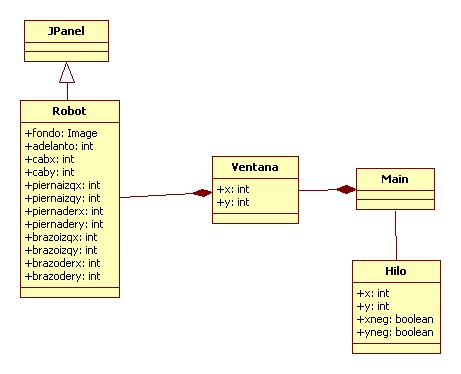 JPanel
Robot
+fondo: Image
+adelanto: int
+cabx: int
+caby: int
+piernaizqx: int
+piernaizqy: int
+piernaderx: int
+piernadery: int
+brazoizqx: int
+brazoizqy: int
+brazoderx: int
+brazodery: int
Ventana
+x: int
+y: int
Main
Hilo
+x: int
+y: int
+xneg: boolean
+yneg: boolean